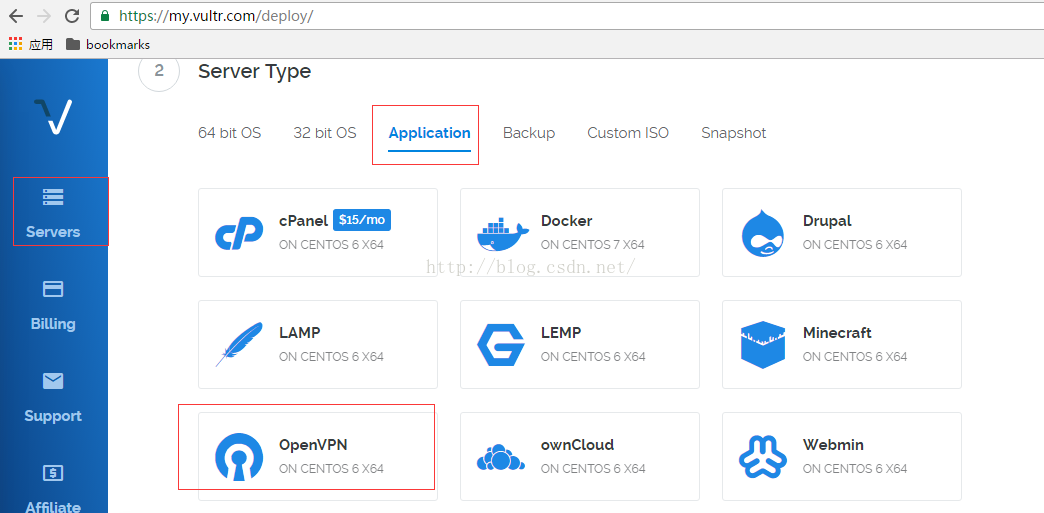 https://my.vultr.com/deploy/
应用 bookmarks
2 Server Type
64 bit OS 32 bit OS Application Backup Custom ISO Snapshot
Servers
Billing
Support
Affiliate
cPanel $15/mo
ON CENTOS 6 X64
Docker
ON CENTOS 7 X64
Drupal
ON CENTOS 6 X64
http://blog.csdn.net/
LAMP
ON CENTOS 6 X64
LEMP
ON CENTOS 6 X64
Minecraft
ON CENTOS 6 X64
OpenVPN
ON CENTOS 6 X64
ownCloud
ON CENTOS 6 X64
Webmin
ON CENTOS 6 X64